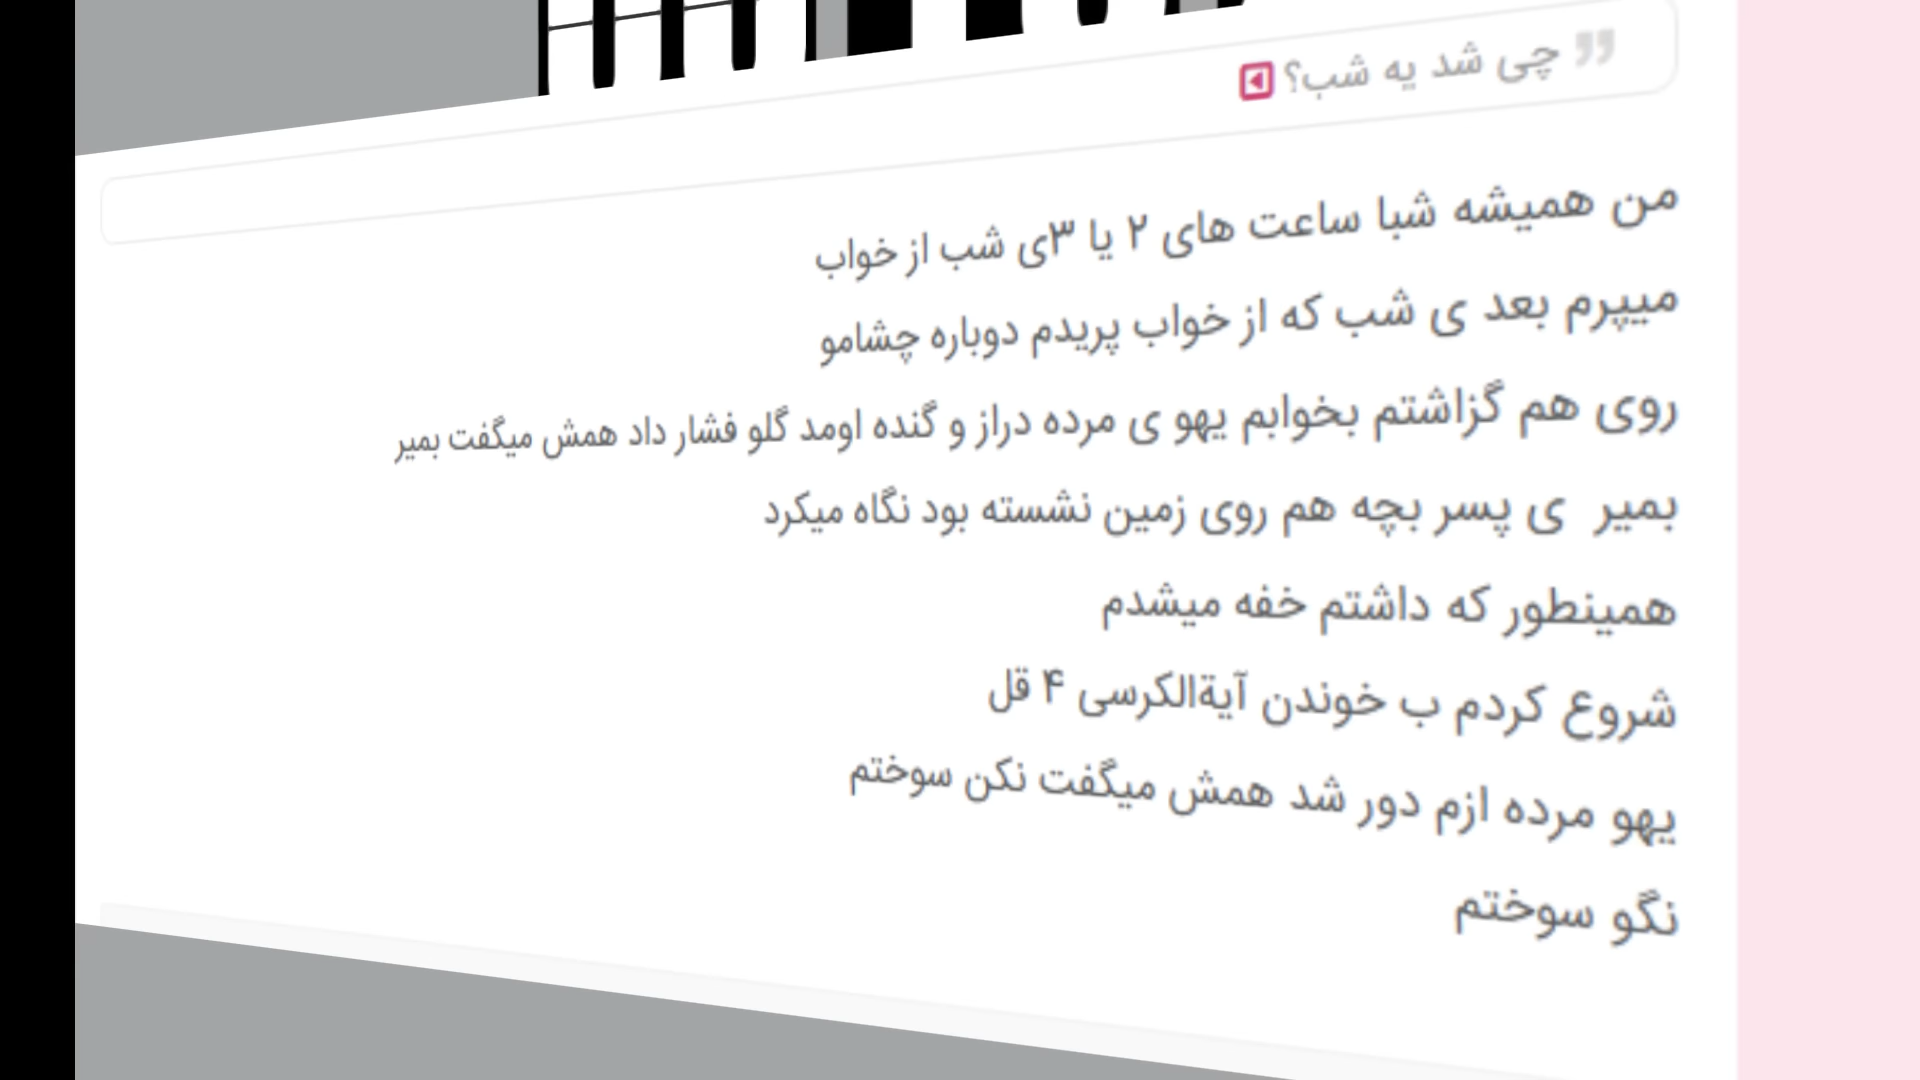 چی شد یه شب؟
من همیشه شبا ساعت های ۲ یا ۳ی شب از خواب
میپرم بعد ی شب که از خواب پریدم دوباره چشامو
روی هم گزاشتم بخوابم یهو ی مرده دراز و گنده اومد گلو فشار داد همش میگفت بمیر
بمیر ی پسر بچه هم روی زمین نشسته بود نگاه میکرد
همینطور که داشتم خفه میشدم
شروع کردم ب خوندن آیةالکرسی ۴ قل
یهو مرده ازم دور شد همش میگفت نکن سوختم
نگو سوختم